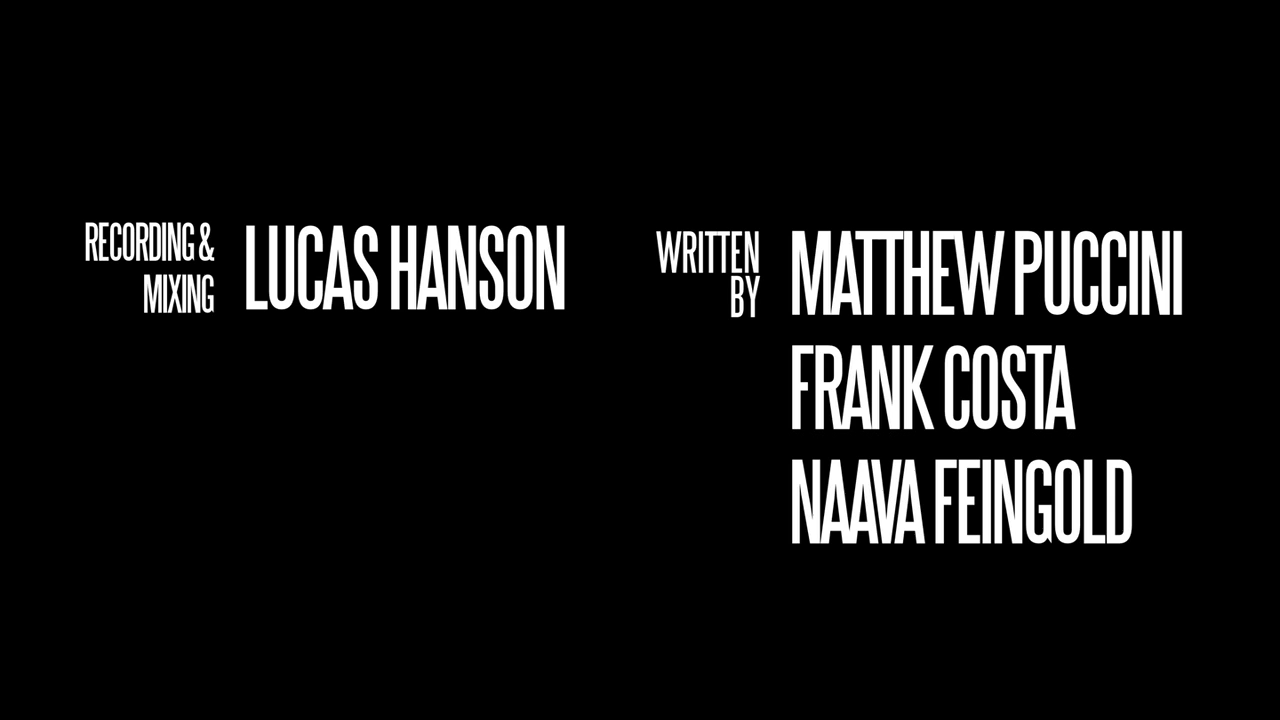 RECORDING &
MIXING
LUCAS HANSON
WRITTEN
BY
MATTHEW PUCCINI
FRANK COSTA
NAAVA FEINGOLD